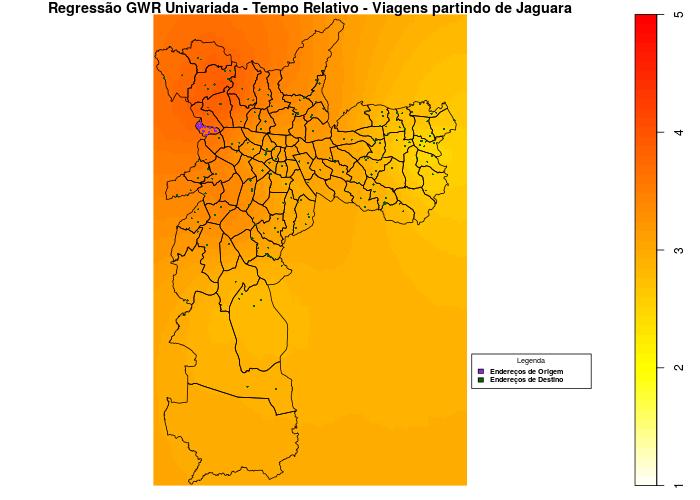 Regressão GWR Univariada - Tempo Relativo - Viagens partindo de Jaguara
5
4
3
2
1
Legenda
Endereços de Origem
Endereços de Destino